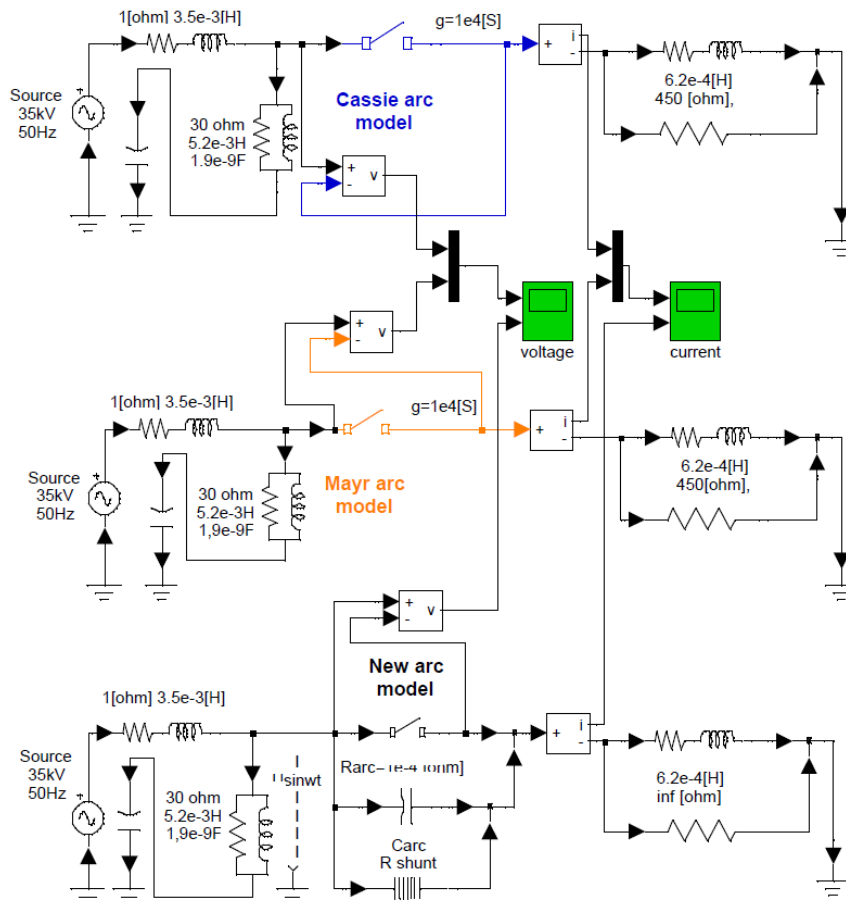 1[ohm] 3.5e-3[H]
g=1e4[S]
+
i
-
Source
35kV
50Hz
+
Cassie arc
model
6.2e-4[H]
450 [ohm],
30 ohm
5.2e-3H
1.9e-9F
+
-
v
+
-
v
voltage
current
1[ohm] 3.5e-3[H]
g=1e4[S]
+
i
-
Source
35kV
50Hz
+
Mayr arc
model
6.2e-4[H]
450[ohm],
30 ohm
5.2e-3H
1,9e-9F
+
-
v
New arc
model
1[ohm] 3.5e-3[H]
+
i
-
Source
35kV
50Hz
+
sinwt
6.2e-4[H]
inf [ohm]
30 ohm
5.2e-3H
1,9e-9F
Carc
R shunt